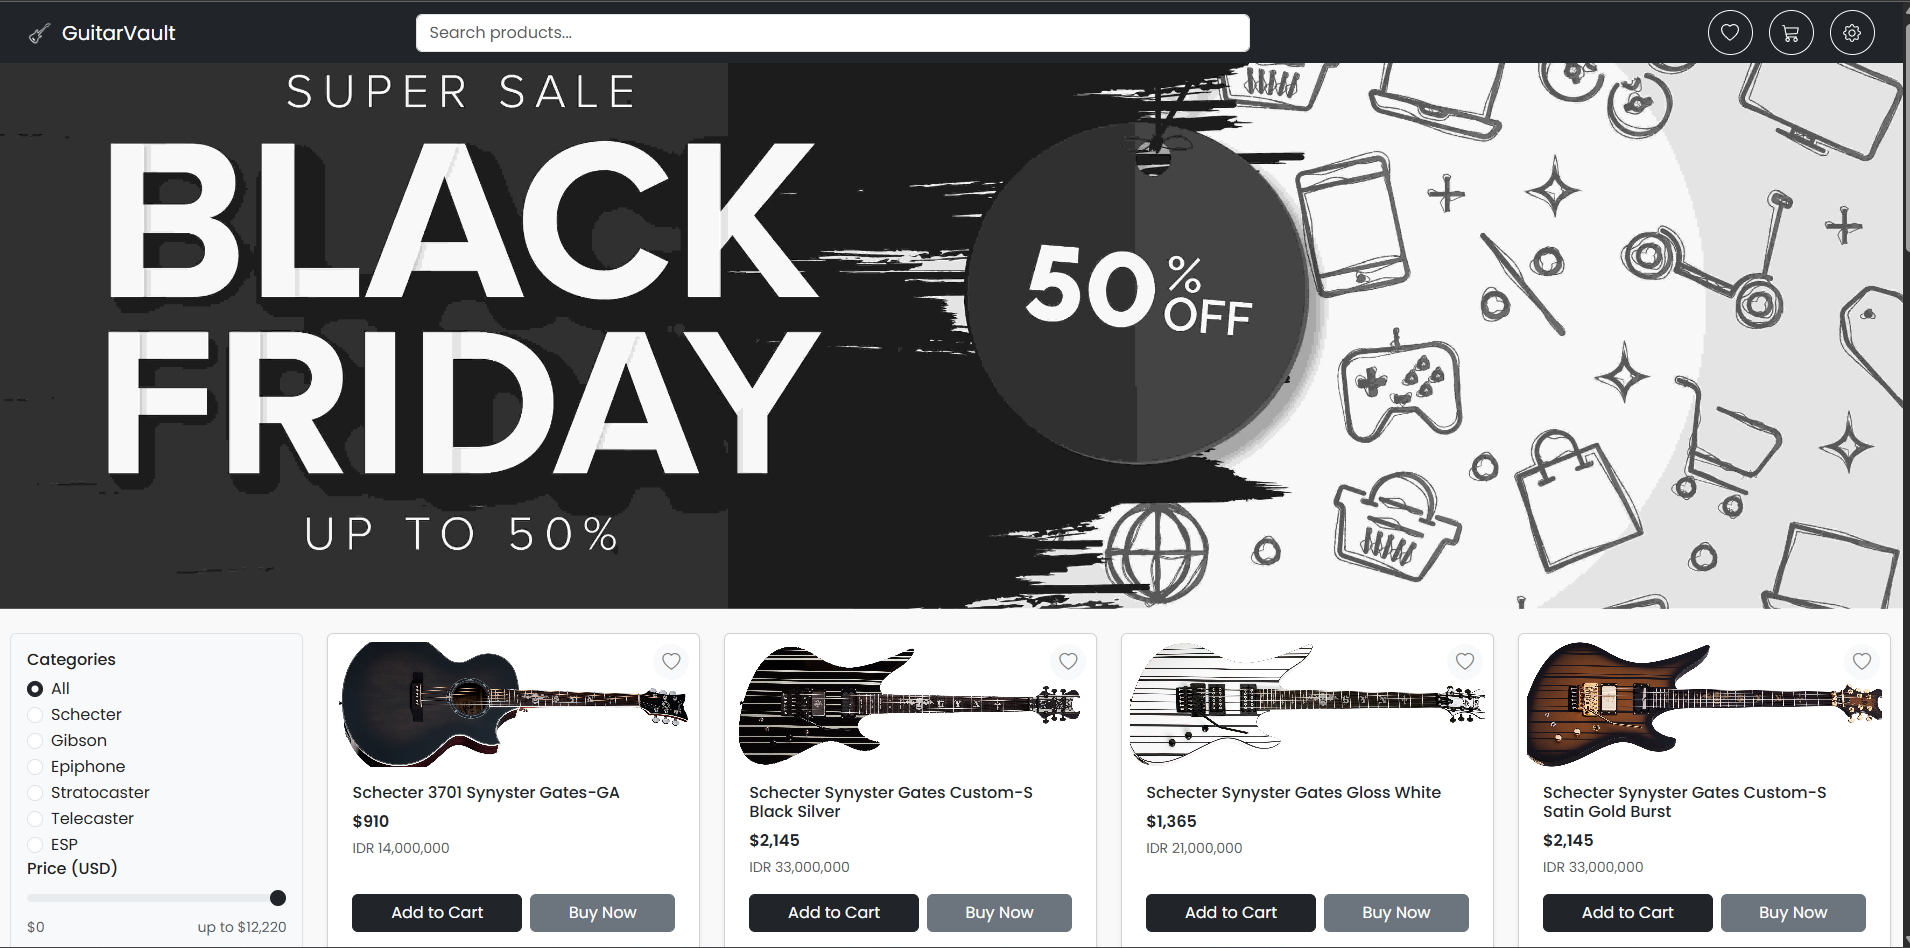 GuitarVault
Search products...
SUPER SALE
BLACK
FRIDAY
UP TO 50%
50%
OFF
Categories
All
Schecter
Gibson
Epiphone
Stratocaster
Telecaster
ESP
Price (USD)
$0
up to $12,220
Schecter 3701 Synyster Gates-GA
$910
IDR 14,000,000
Add to Cart
Buy Now
Schecter Synyster Gates Custom-S
Black Silver
$2,145
IDR 33,000,000
Add to Cart
Buy Now
Schecter Synyster Gates Gloss White
$1,365
IDR 21,000,000
Add to Cart
Buy Now
Schecter Synyster Gates Custom-S
Satin Gold Burst
$2,145
IDR 33,000,000
Add to Cart
Buy Now